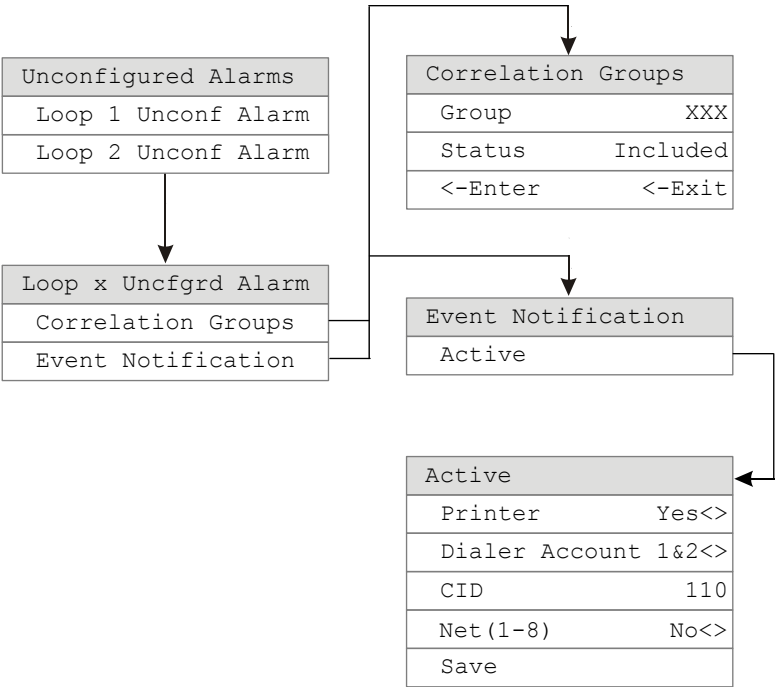 Unconfigured Alarms
Loop 1 Unconf Alarm
Loop 2 Unconf Alarm
Loop x Uncfgrd Alarm
Correlation Groups
Event Notification
Correlation Groups
Group XXX
Status Included
<-Enter <-Exit
Event Notification
Active
Active
Printer Yes<>
Dialer Account 1&2<>
CID 110
Net(1-8) No<>
Save